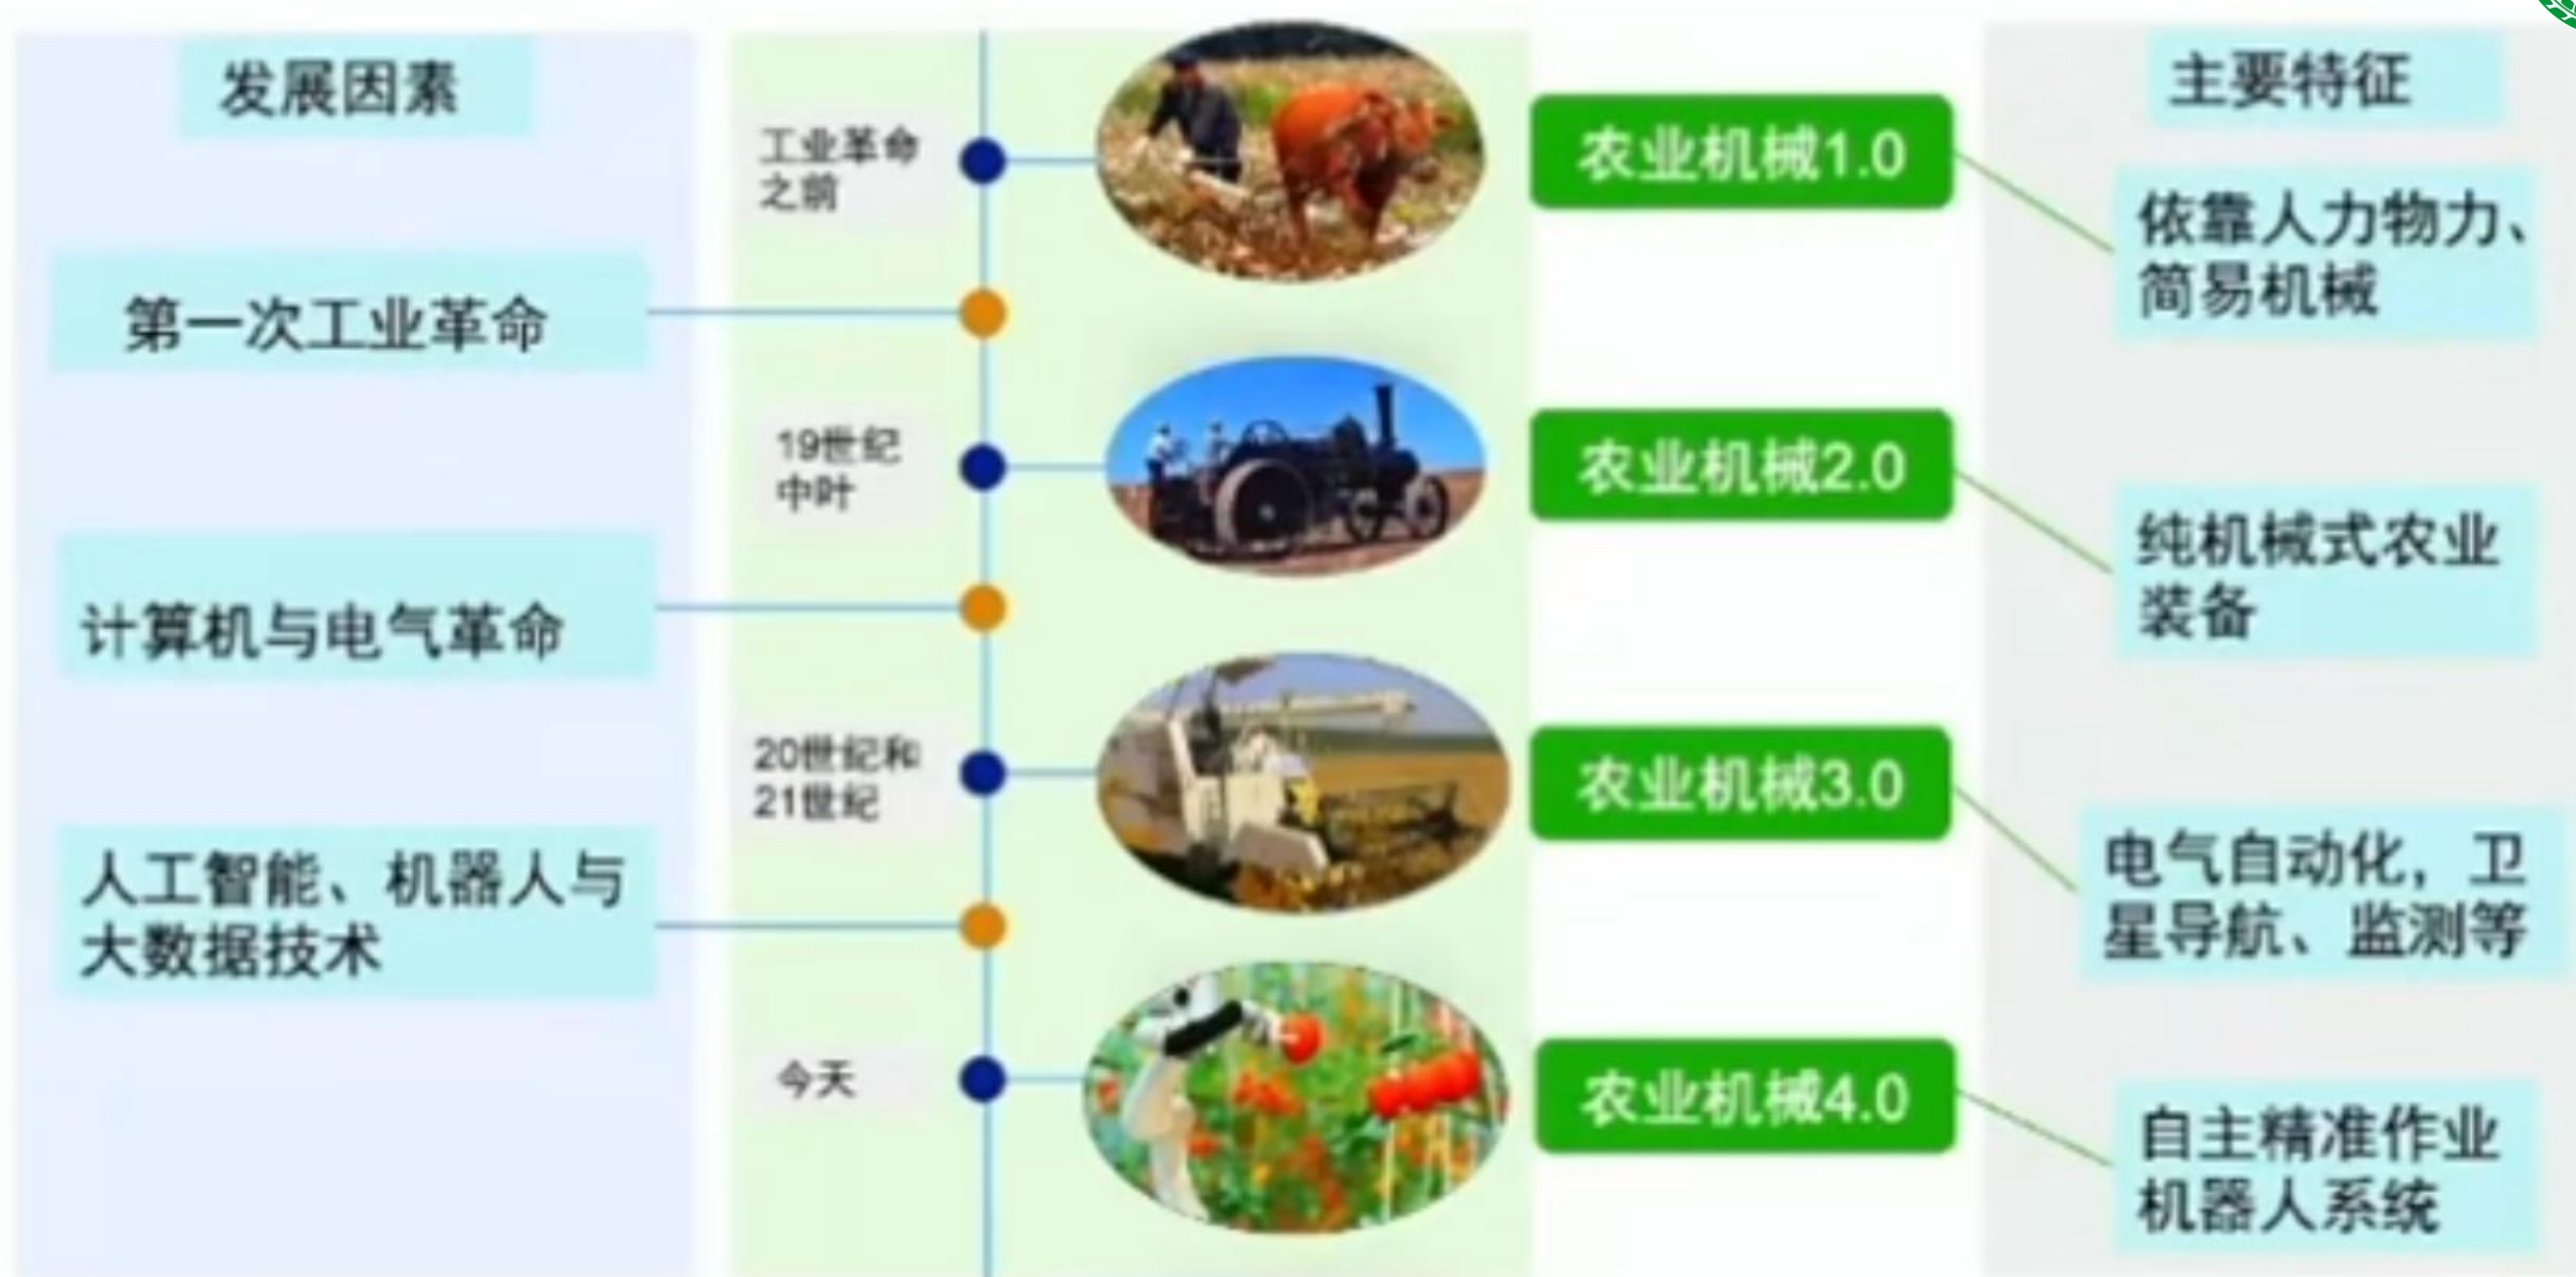 发展因素
第一次工业革命
计算机与电气革命
人工智能、机器人与
大数据技术
工业革命
之前
19世纪
中叶
20世纪和
21世纪
今天
农业机械1.0
农业机械2.0
农业机械3.0
农业机械4.0
主要特征
依靠人力物力、
简易机械
纯机械式农业
装备
电气自动化，卫
星导航、监测等
自主精准作业
机器人系统